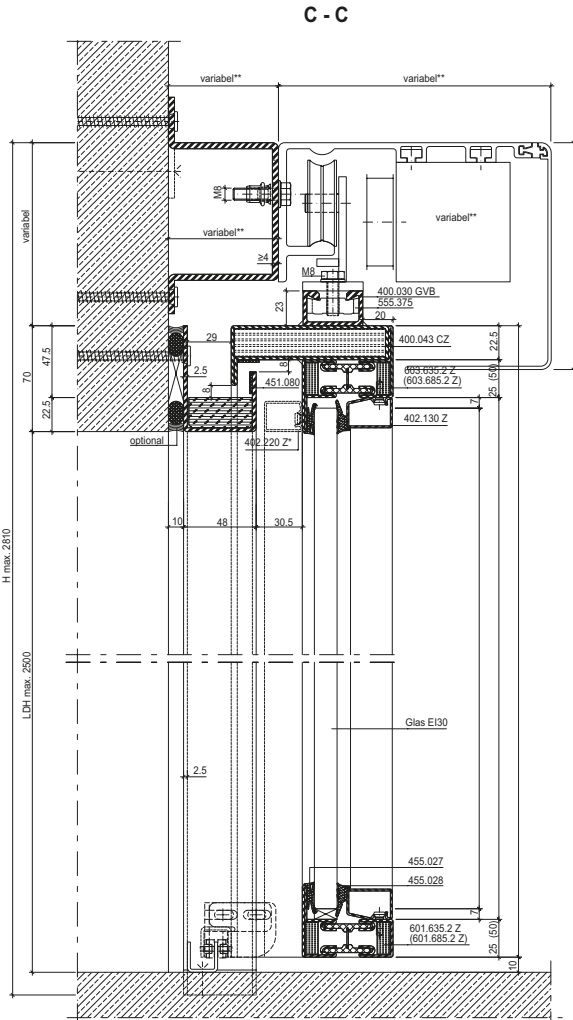 C - C
variabel**
variabel**
variabel
M8
variabel**
variabel**
≥4
M8
23
400.030 GVB
555.375
20
400.043 CZ
22.5
47.5
29
2.5
8
8
451.080
603.635.2 Z
(603.685.2 Z)
25 (50)
70
22.5
7
402.130 Z
optional
402.220 Z*
10
48
30.5
H max. 2810
LDH max. 2500
Glas EI30
2.5
455.027
455.028
7
601.635.2 Z
(601.685.2 Z)
25 (50)
10